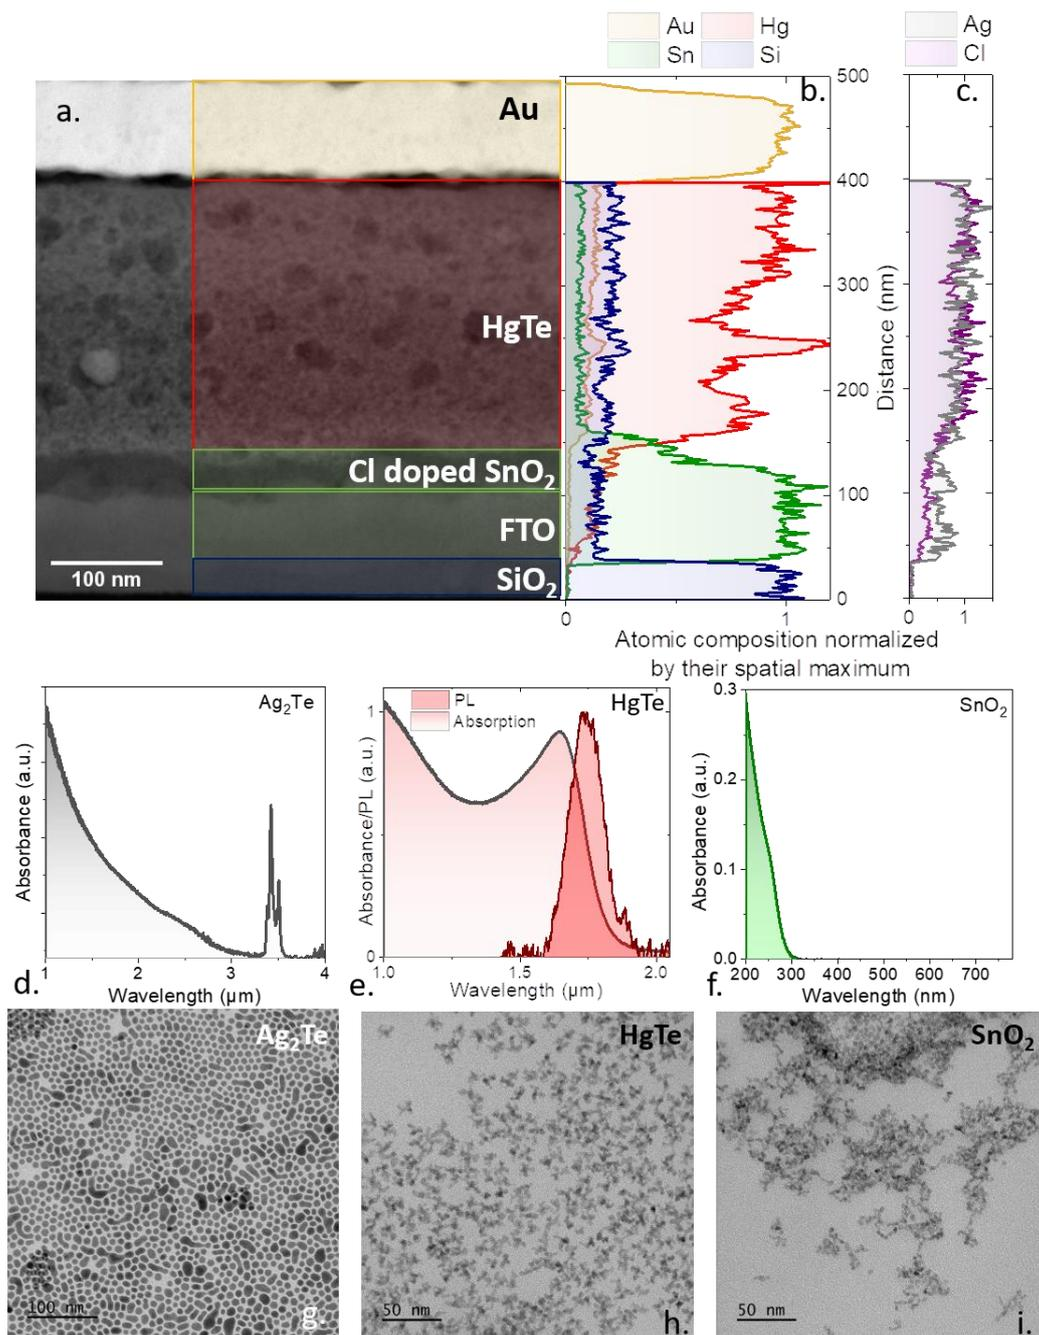 Au Hg
Sn Si
Ag
Cl
a.
Au
HgTe
Cl doped SnO₂
FTO
SiO₂
100 nm
b.
500
400
300
200
100
0
0 1
Atomic composition normalized
by their spatial maximum
Distance (nm)
c.
0 1
Ag₂Te
Absorbance (a.u.)
1 2 3 4
Wavelength (µm)
d.
PL
Absorption
HgTe
Absorbance/PL (a.u.)
1
0
1.0 1.5 2.0
Wavelength (µm)
e.
SnO₂
Absorbance (a.u.)
0.3
0.2
0.1
0.0
200 300 400 500 600 700
Wavelength (nm)
f.
Ag₂Te
100 nm
g.
HgTe
50 nm
h.
SnO₂
50 nm
i.